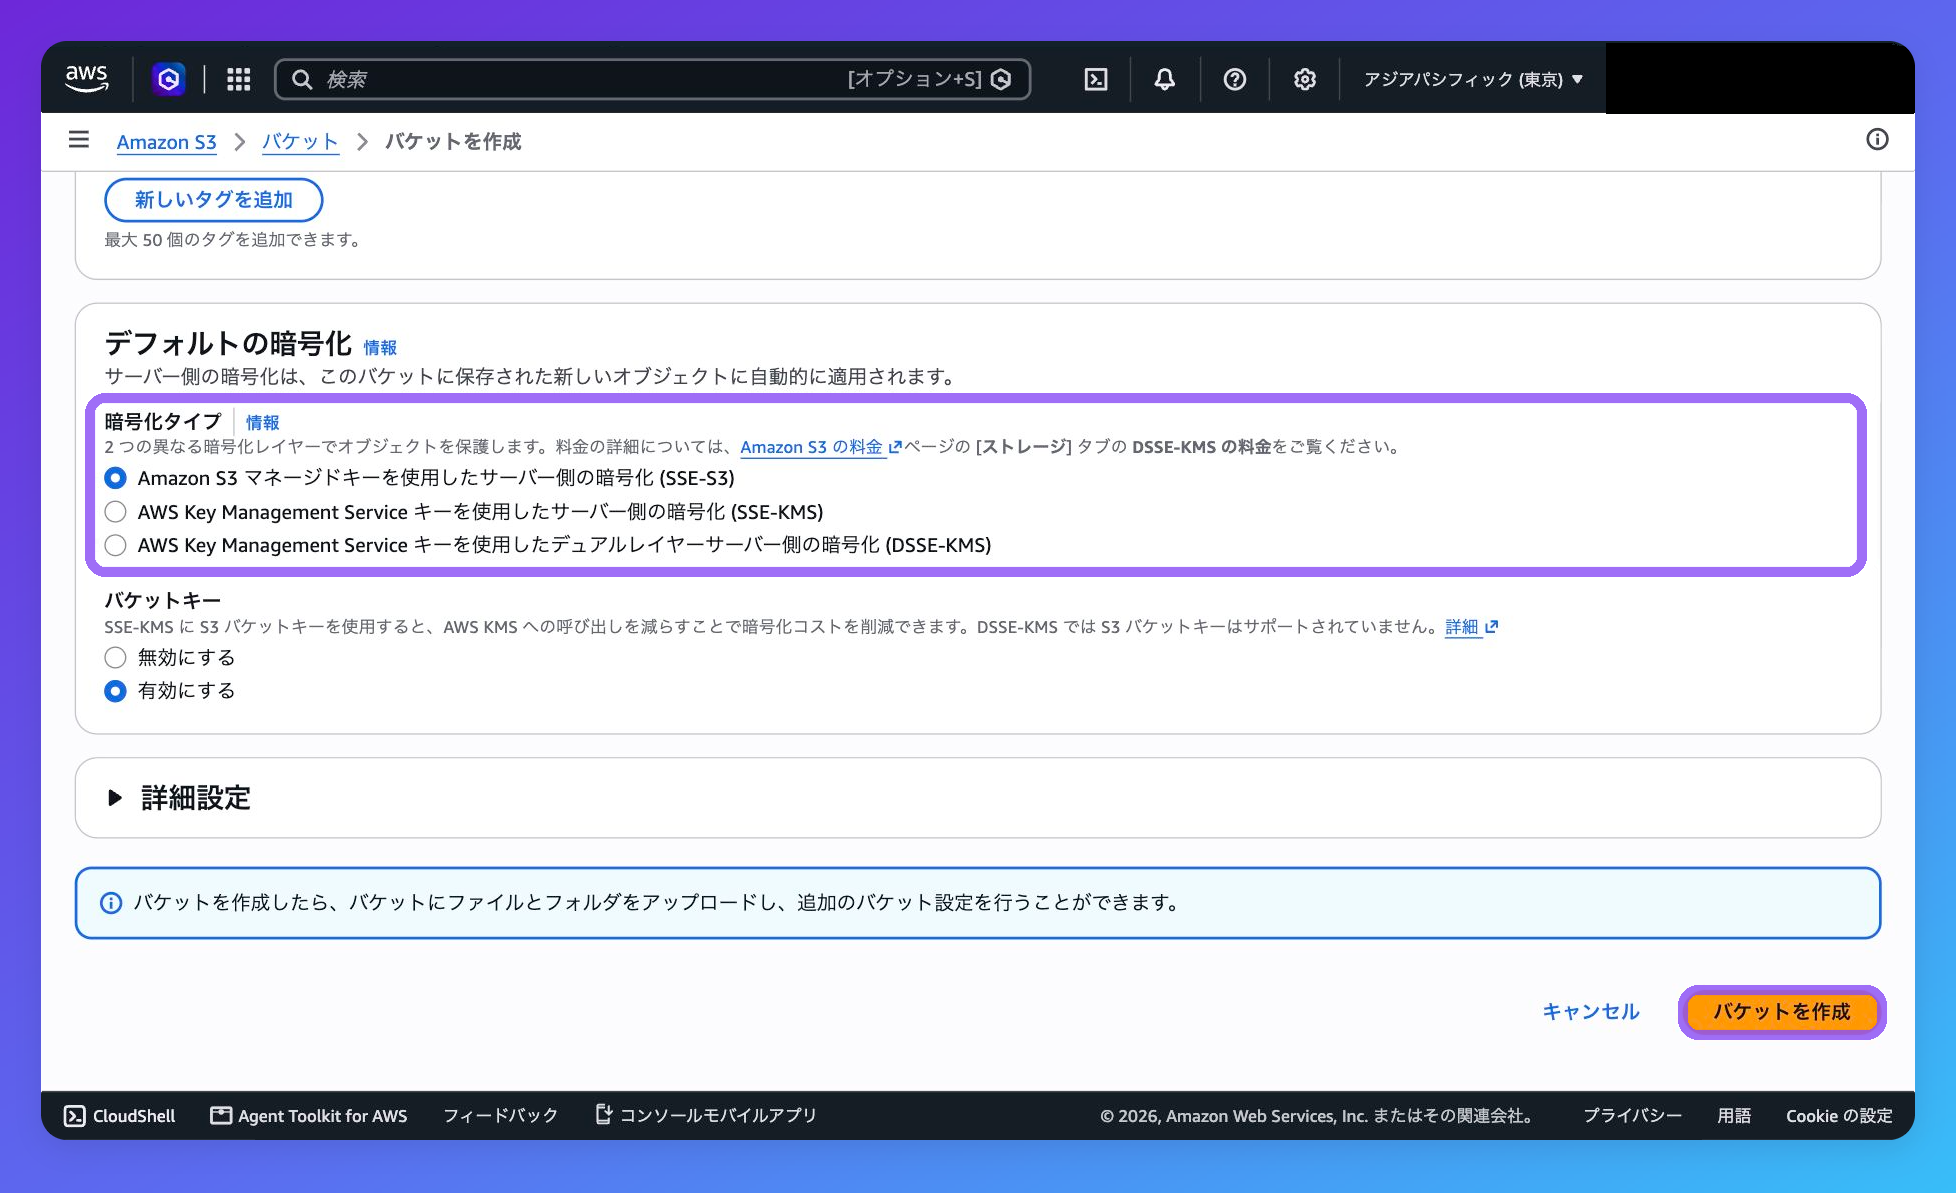 aws
検索
[オプション+S]
アジアパシフィック (東京)
Amazon S3
バケット
バケットを作成
新しいタグを追加
最大 50 個のタグを追加できます。
デフォルトの暗号化 情報
サーバー側の暗号化は、このバケットに保存された新しいオブジェクトに自動的に適用されます。
暗号化タイプ 情報
2 つの異なる暗号化レイヤーでオブジェクトを保護します。料金の詳細については、Amazon S3 の料金 ページの [ストレージ] タブの DSSE-KMS の料金をご覧ください。
Amazon S3 マネージドキーを使用したサーバー側の暗号化 (SSE-S3)
AWS Key Management Service キーを使用したサーバー側の暗号化 (SSE-KMS)
AWS Key Management Service キーを使用したデュアルレイヤーサーバー側の暗号化 (DSSE-KMS)
バケットキー
SSE-KMS に S3 バケットキーを使用すると、AWS KMS への呼び出しを減らすことで暗号化コストを削減できます。DSSE-KMS では S3 バケットキーはサポートされていません。詳細
無効にする
有効にする
詳細設定
バケットを作成したら、バケットにファイルとフォルダをアップロードし、追加のバケット設定を行うことができます。
キャンセル
バケットを作成
CloudShell
Agent Toolkit for AWS
フィードバック
コンソールモバイルアプリ
© 2026, Amazon Web Services, Inc. またはその関連会社。
プライバシー
用語
Cookie の設定